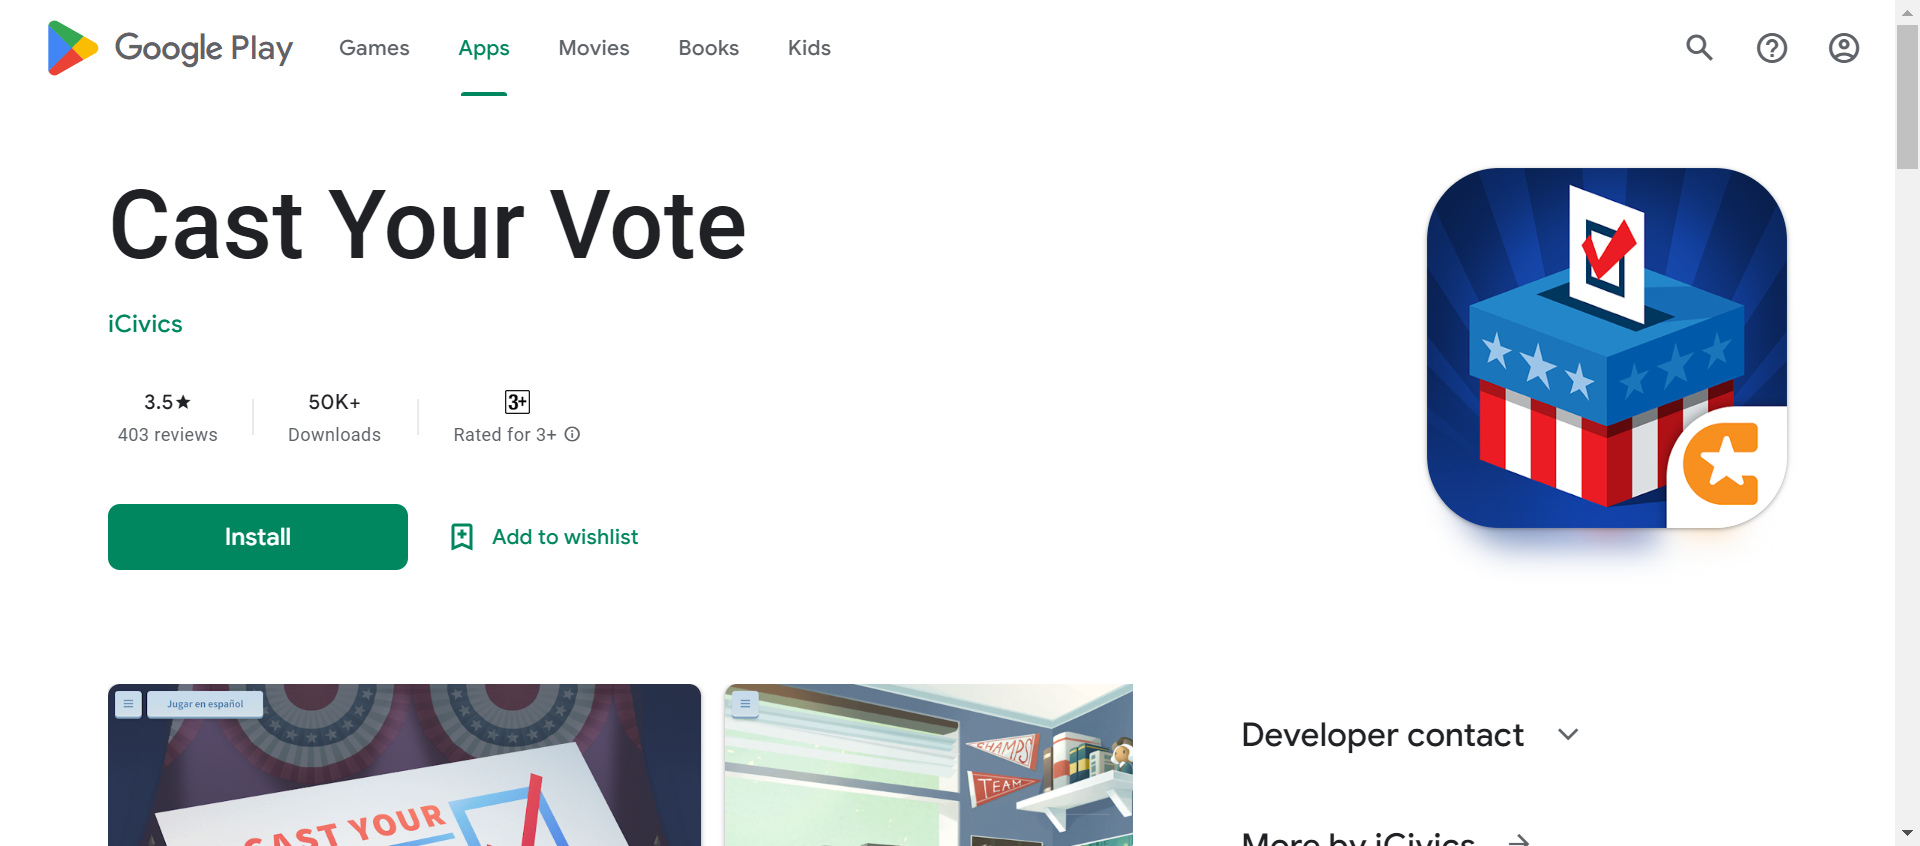 Google Play
Games
Apps
Movies
Books
Kids
Cast Your Vote
iCivics
3.5★
403 reviews
50K+
Downloads
3+
Rated for 3+
Install
Add to wishlist
Jugar en español
CAST YOUR
SHAMPS
TEAM
Developer contact
More by iCivics